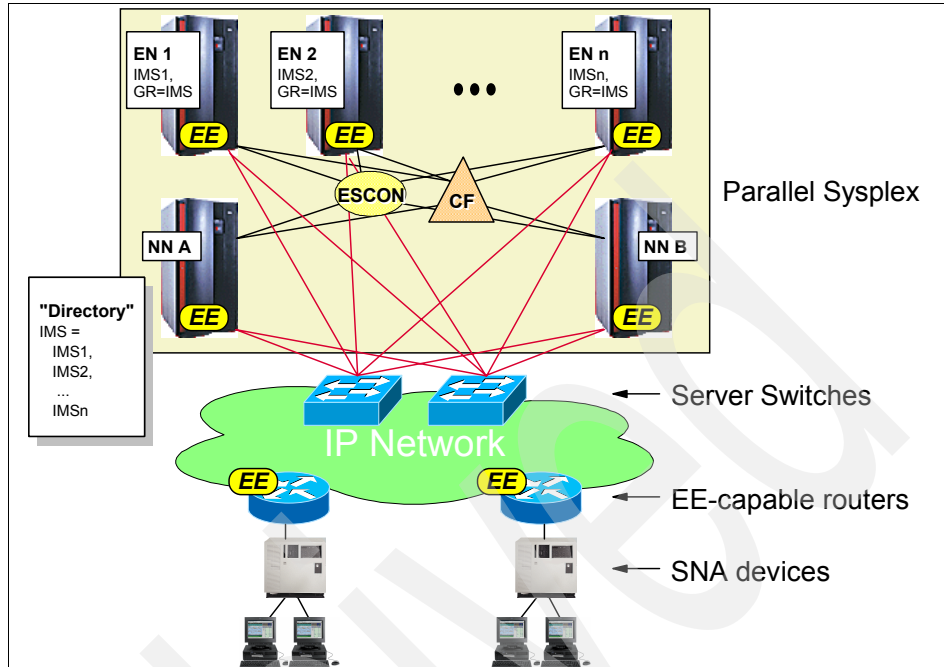 EN 1
IMS1,
GR=IMS
EE
EN 2
IMS2,
GR=IMS
EE
EN n
IMSn,
GR=IMS
EE
ESCON
CF
Parallel Sysplex
NN A
EE
NN B
EE
"Directory"
IMS =
IMS1,
IMS2,
...
IMSn
Server Switches
IP Network
EE
EE
EE-capable routers
SNA devices